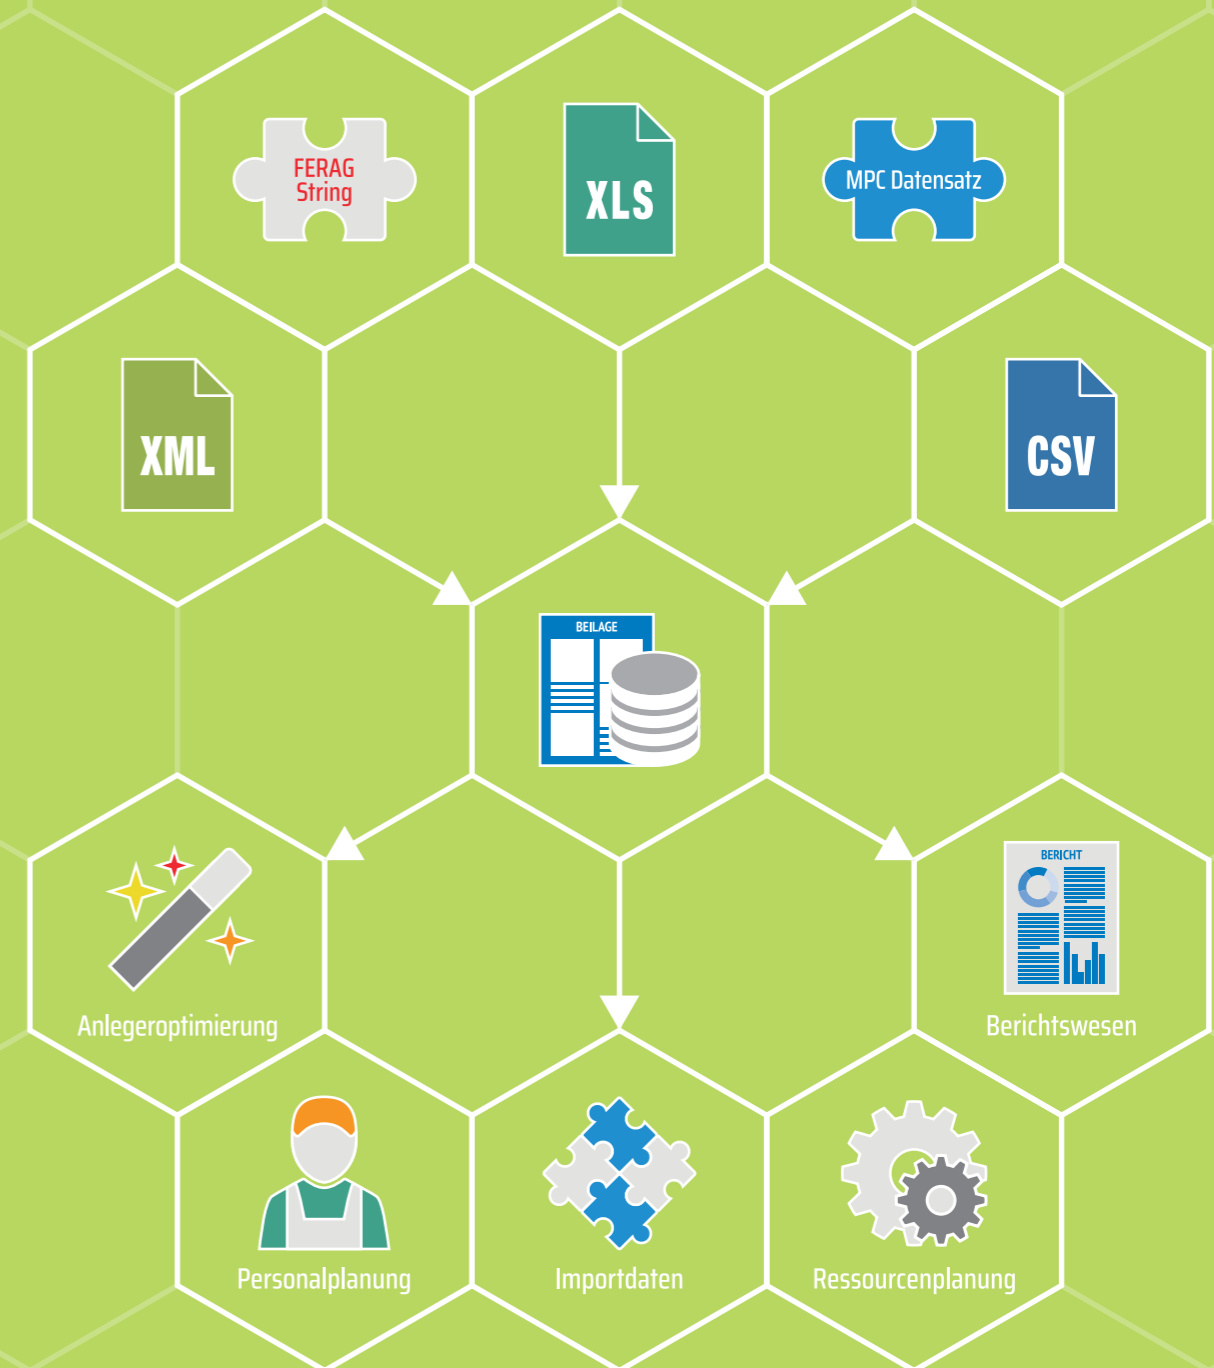 FERAG
String
XLS
MPC Datensatz
XML
CSV
BEILAGE
BERICHT
Anlegeroptimierung
Berichtswesen
Personalplanung
Importdaten
Ressourcenplanung